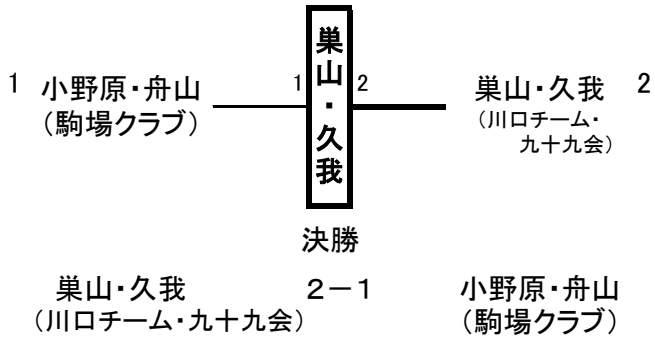 巣山・久我
1 小野原・舟山
（駒場クラブ）
1
2
巣山・久我 2
（川口チーム・
九十九会）
決勝
巣山・久我 2－1 小野原・舟山
（川口チーム・九十九会） （駒場クラブ）